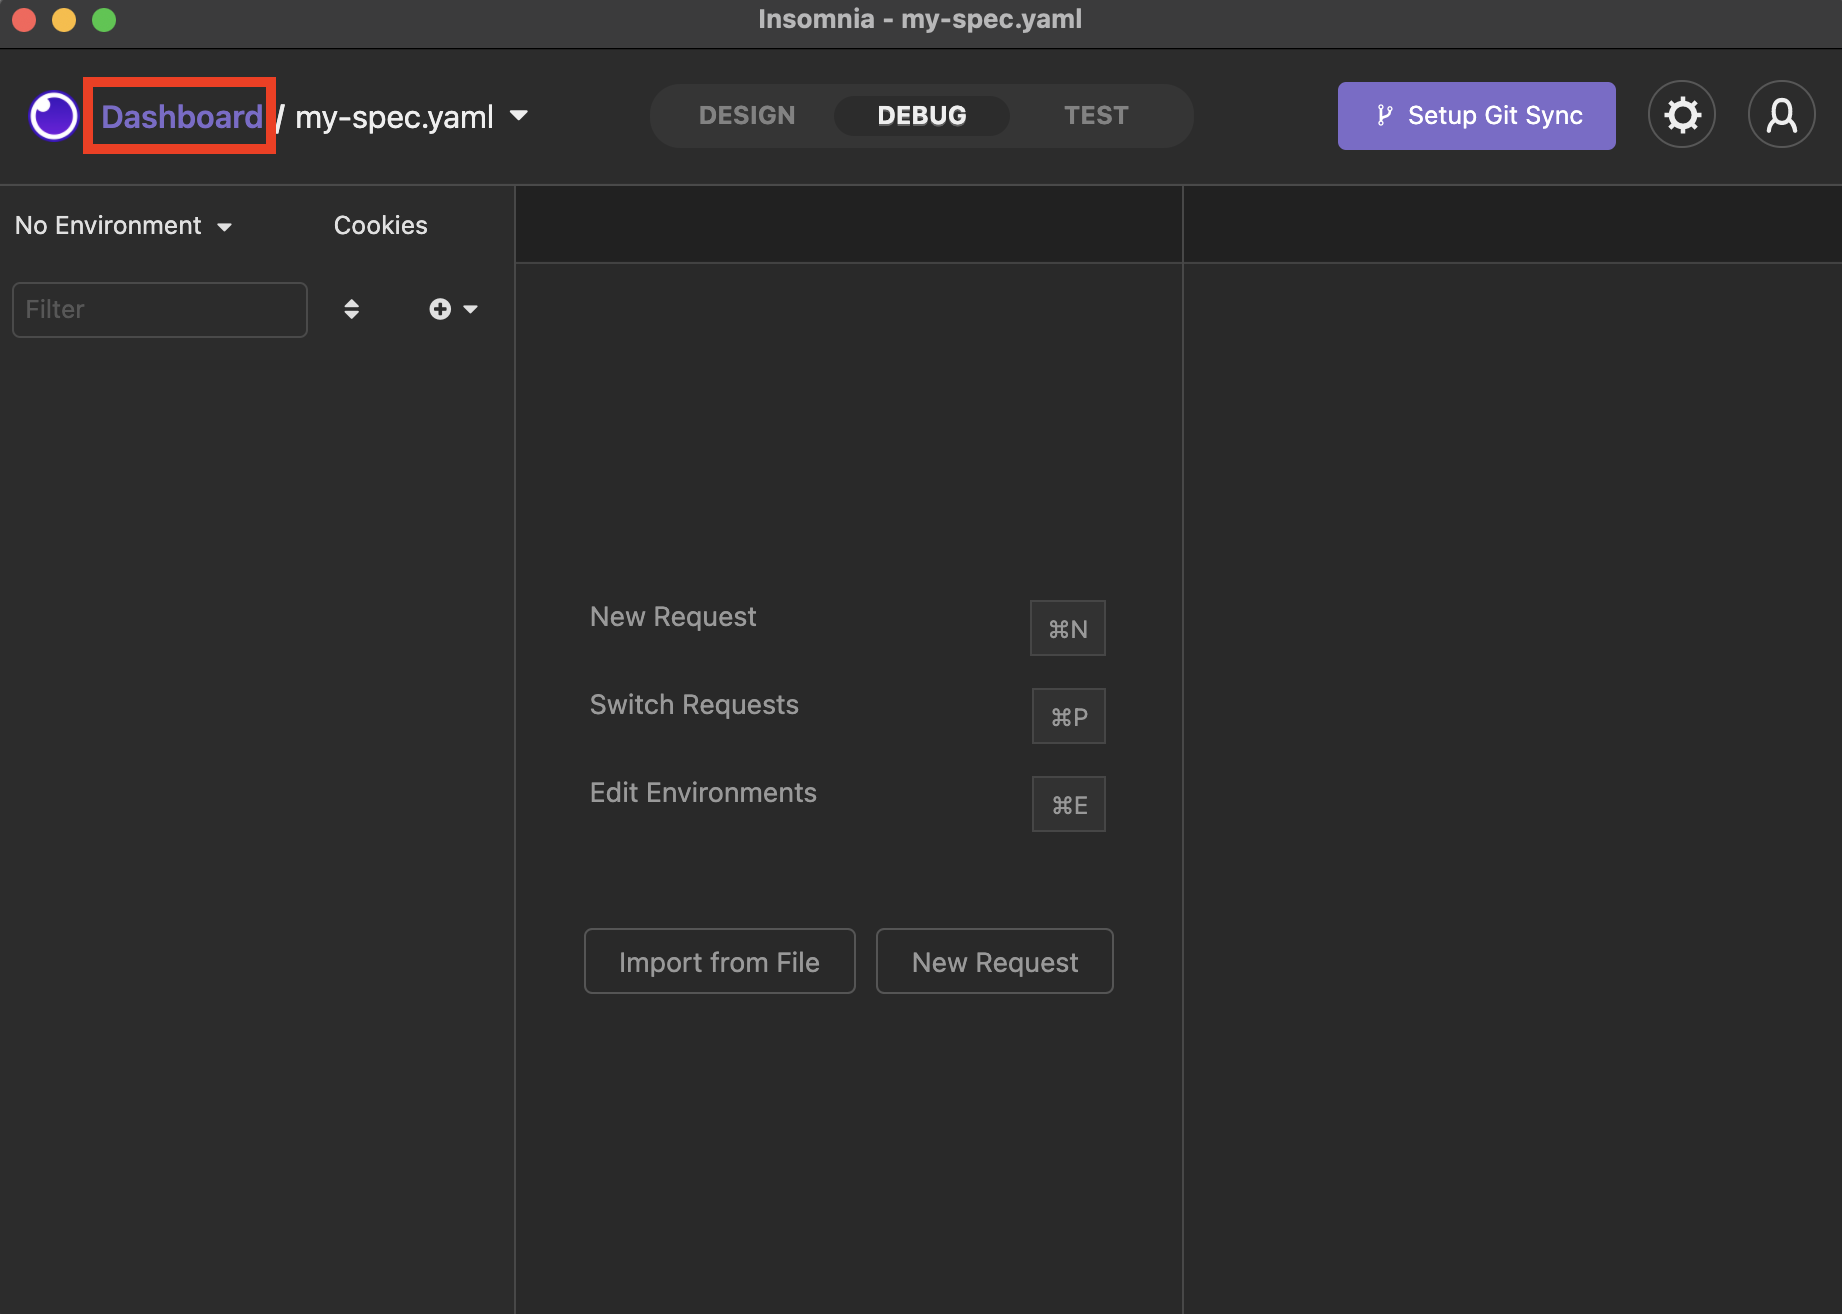 Insomnia - my-spec.yaml
Dashboard / my-spec.yaml
DESIGN DEBUG TEST
Setup Git Sync
No Environment Cookies
Filter
New Request ⌘N
Switch Requests ⌘P
Edit Environments ⌘E
Import from File New Request